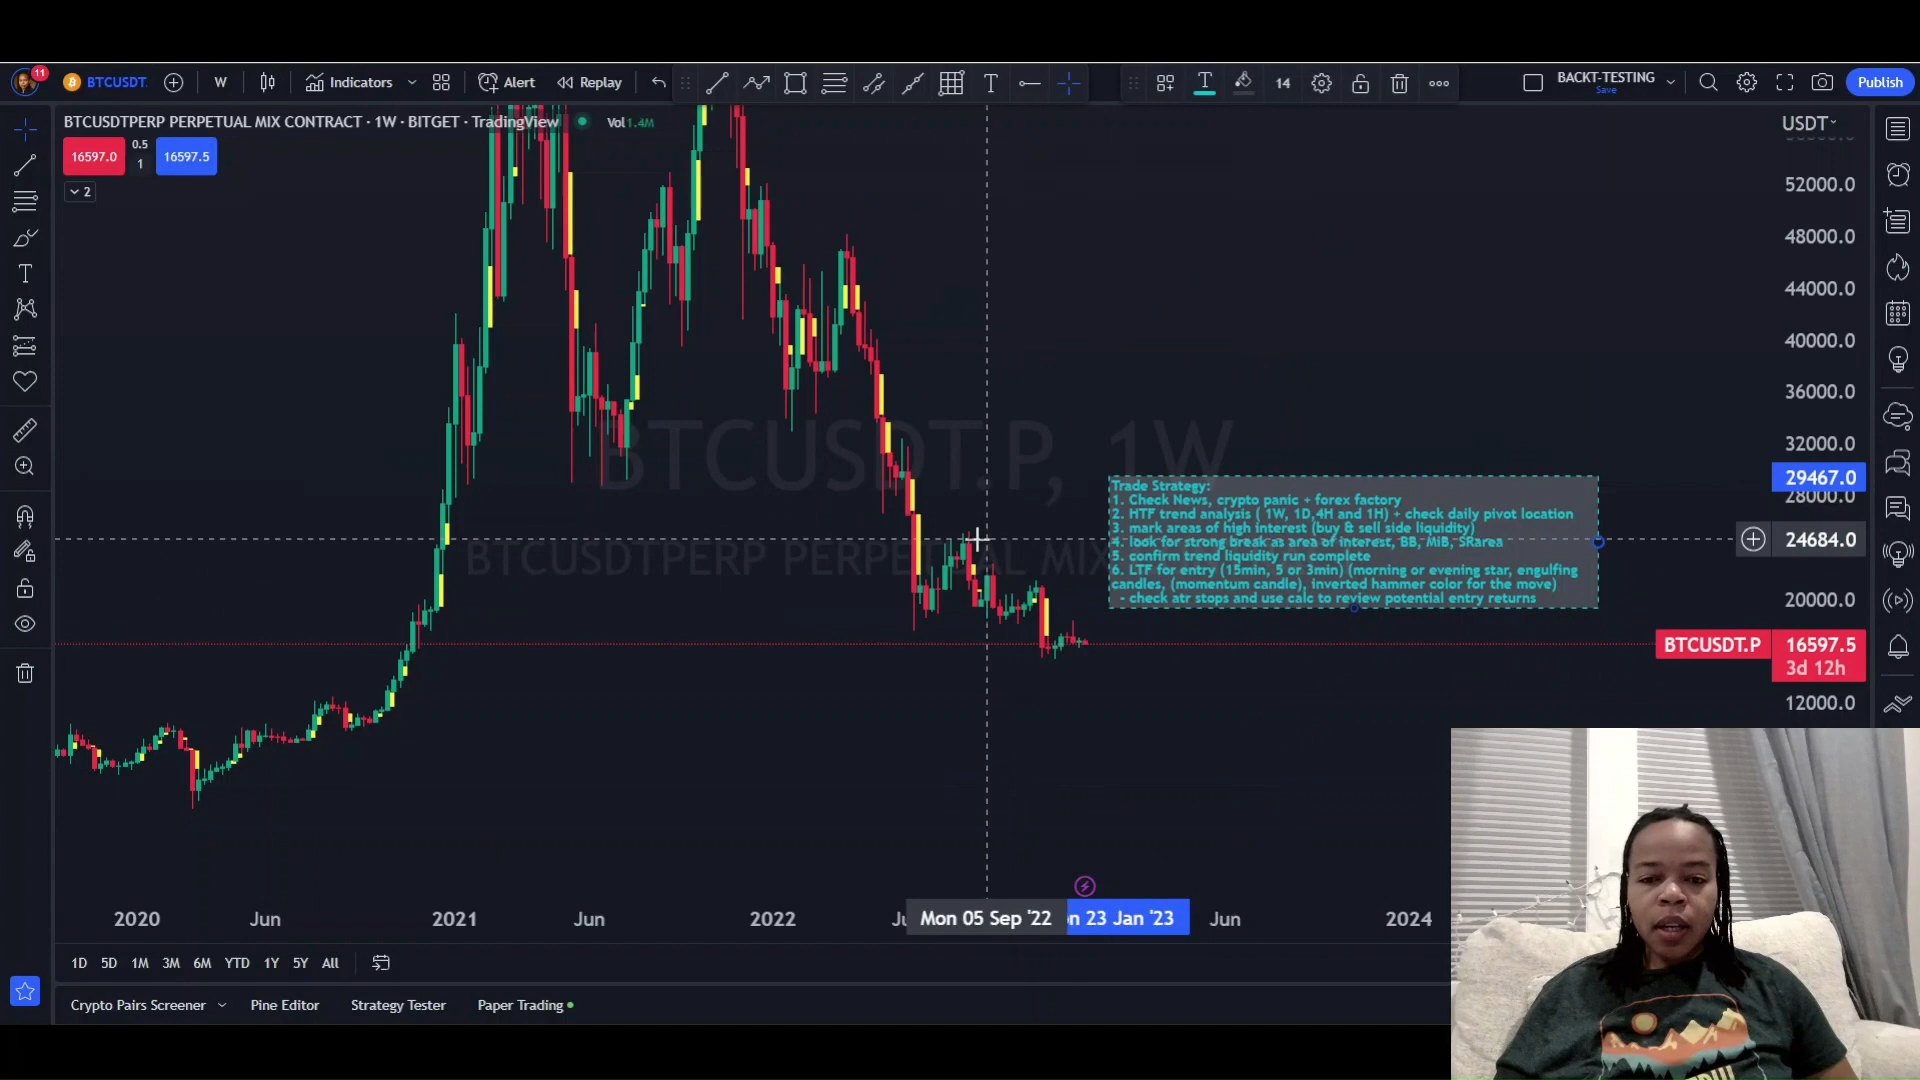 11
BTCUSDT.
W
Indicators
Alert
Replay
14
BACKT-TESTING
Save
Publish
BTCUSDTPERP PERPETUAL MIX CONTRACT · 1W · BITGET · TradingView
Vol 1.4M
USDT
16597.0
0.5
1
16597.5
2
52000.0
48000.0
44000.0
40000.0
36000.0
32000.0
29467.0
28000.0
24684.0
20000.0
BTCUSDT.P
16597.5
3d 12h
12000.0
BTCUSDT.P, 1W
BTCUSDTPERP PERPETUAL MIX
Trade Strategy:
1. Check News, crypto panic + forex factory
2. HTF trend analysis ( 1W, 1D,4H and 1H) + check daily pivot location
3. mark areas of high interest (buy & sell side liquidity)
4. look for strong break as area of interest, BB, MiB, SRarea
5. confirm trend liquidity run complete
6. LTF for entry (15min, 5 or 3min) (morning or evening star, engulfing
candles, (momentum candle), inverted hammer color for the move)
- check atr stops and use calc to review potential entry returns
2020
Jun
2021
Jun
2022
Mon 05 Sep '22
23 Jan '23
Jun
2024
1D
5D
1M
3M
6M
YTD
1Y
5Y
All
Crypto Pairs Screener
Pine Editor
Strategy Tester
Paper Trading